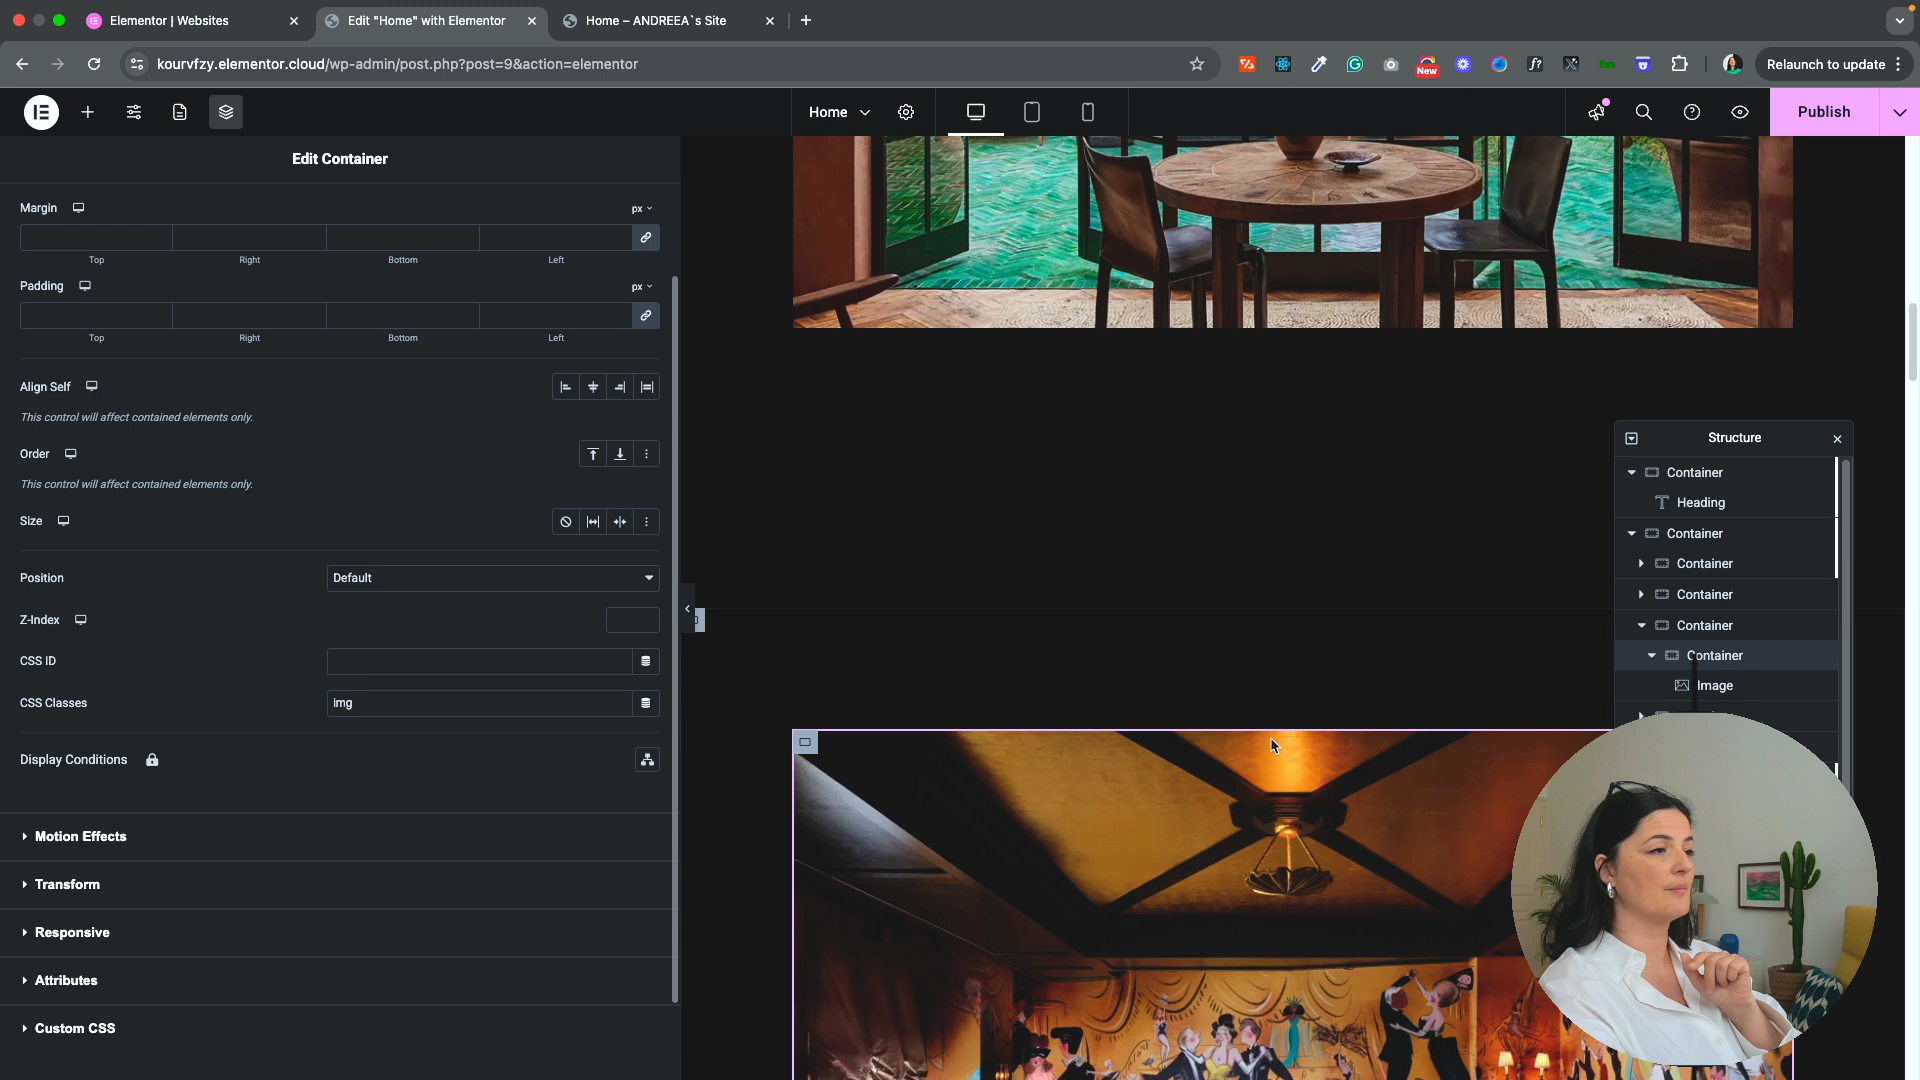 Elementor | Websites
Edit "Home" with Elementor
Home – ANDREEA`s Site
kourvfzy.elementor.cloud/wp-admin/post.php?post=9&action=elementor
New
Relaunch to update
Home
Publish
Edit Container
Margin
px
Top Right Bottom Left
Padding
px
Top Right Bottom Left
Align Self
This control will affect contained elements only.
Order
This control will affect contained elements only.
Size
Position
Default
Z-Index
CSS ID
CSS Classes
img
Display Conditions
Motion Effects
Transform
Responsive
Attributes
Custom CSS
Structure
Container
Heading
Container
Container
Container
Container
Container
Image